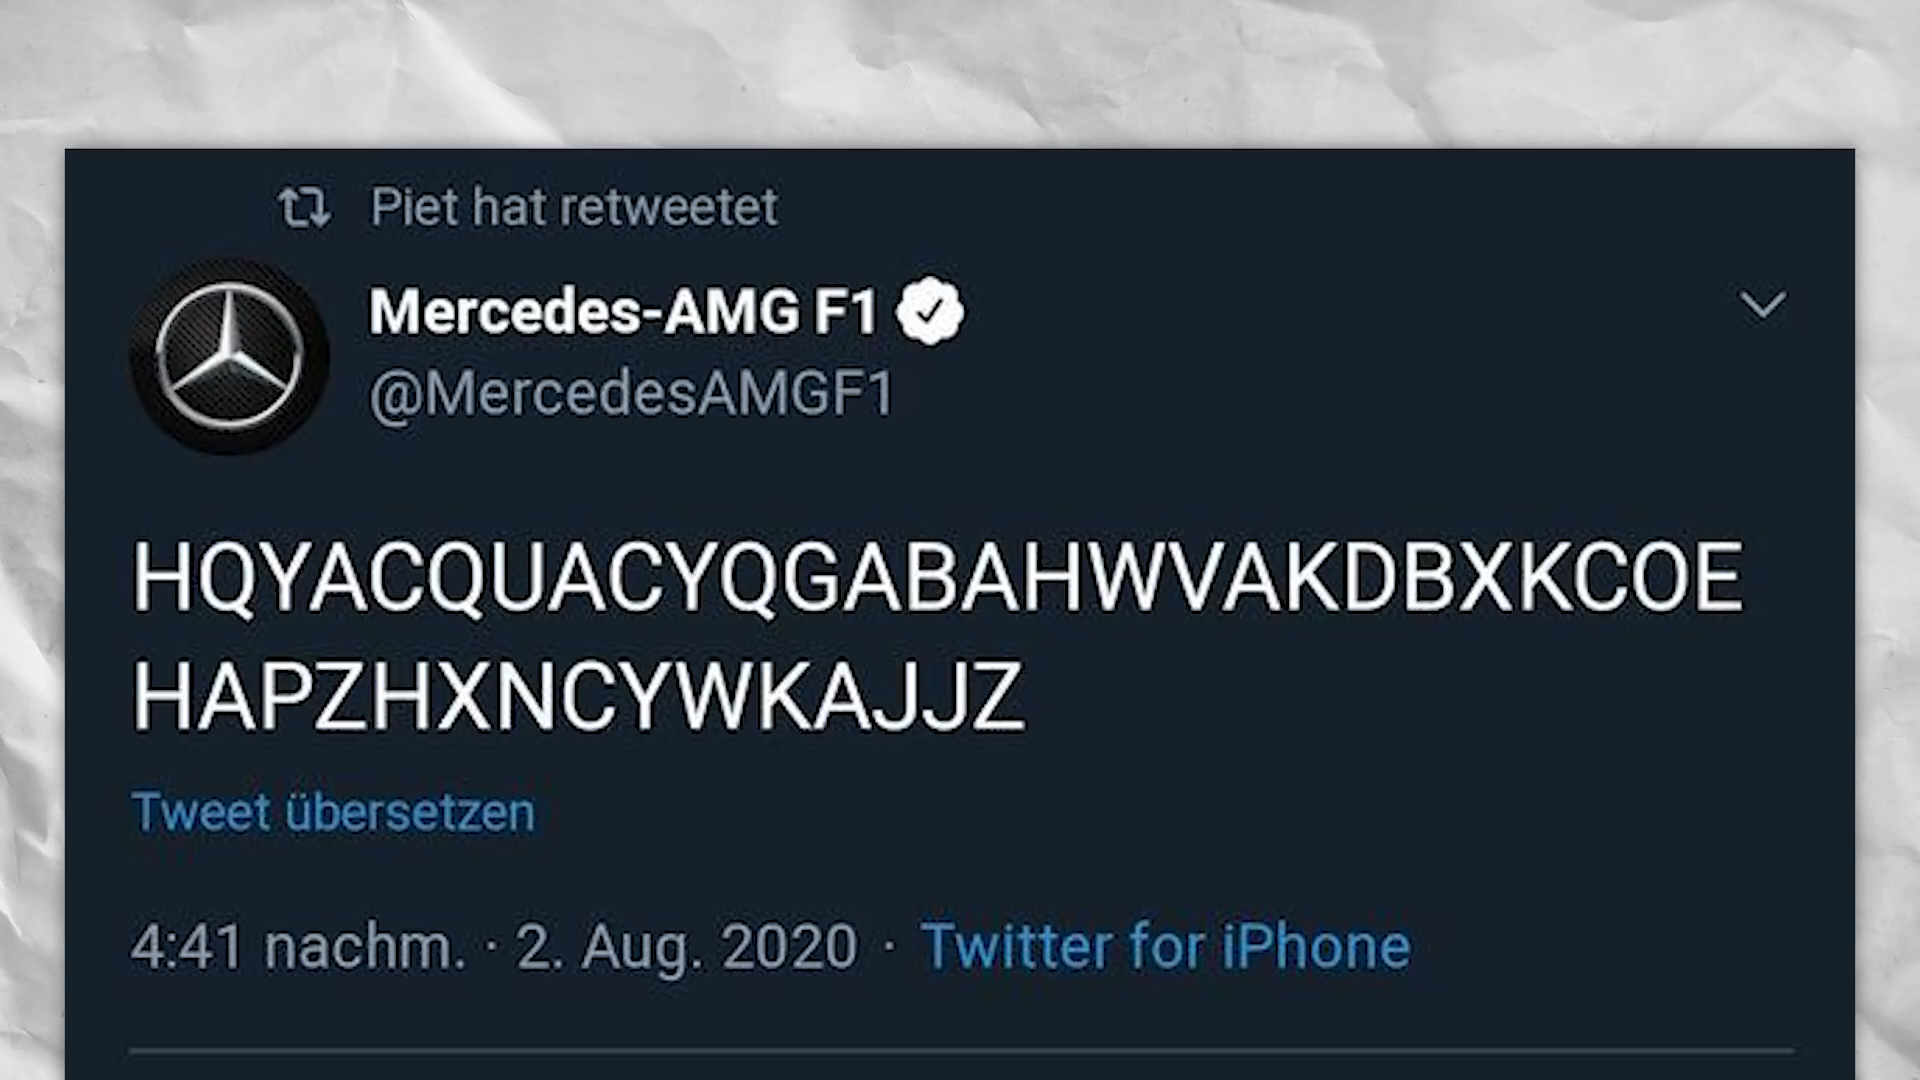 Piet hat retweetet
Mercedes-AMG F1
@MercedesAMGF1
HQYACQUACYQGABAHWVAKDBXKCOE
HAPZHXNCYWKAJJZ
Tweet übersetzen
4:41 nachm. · 2. Aug. 2020 · Twitter for iPhone